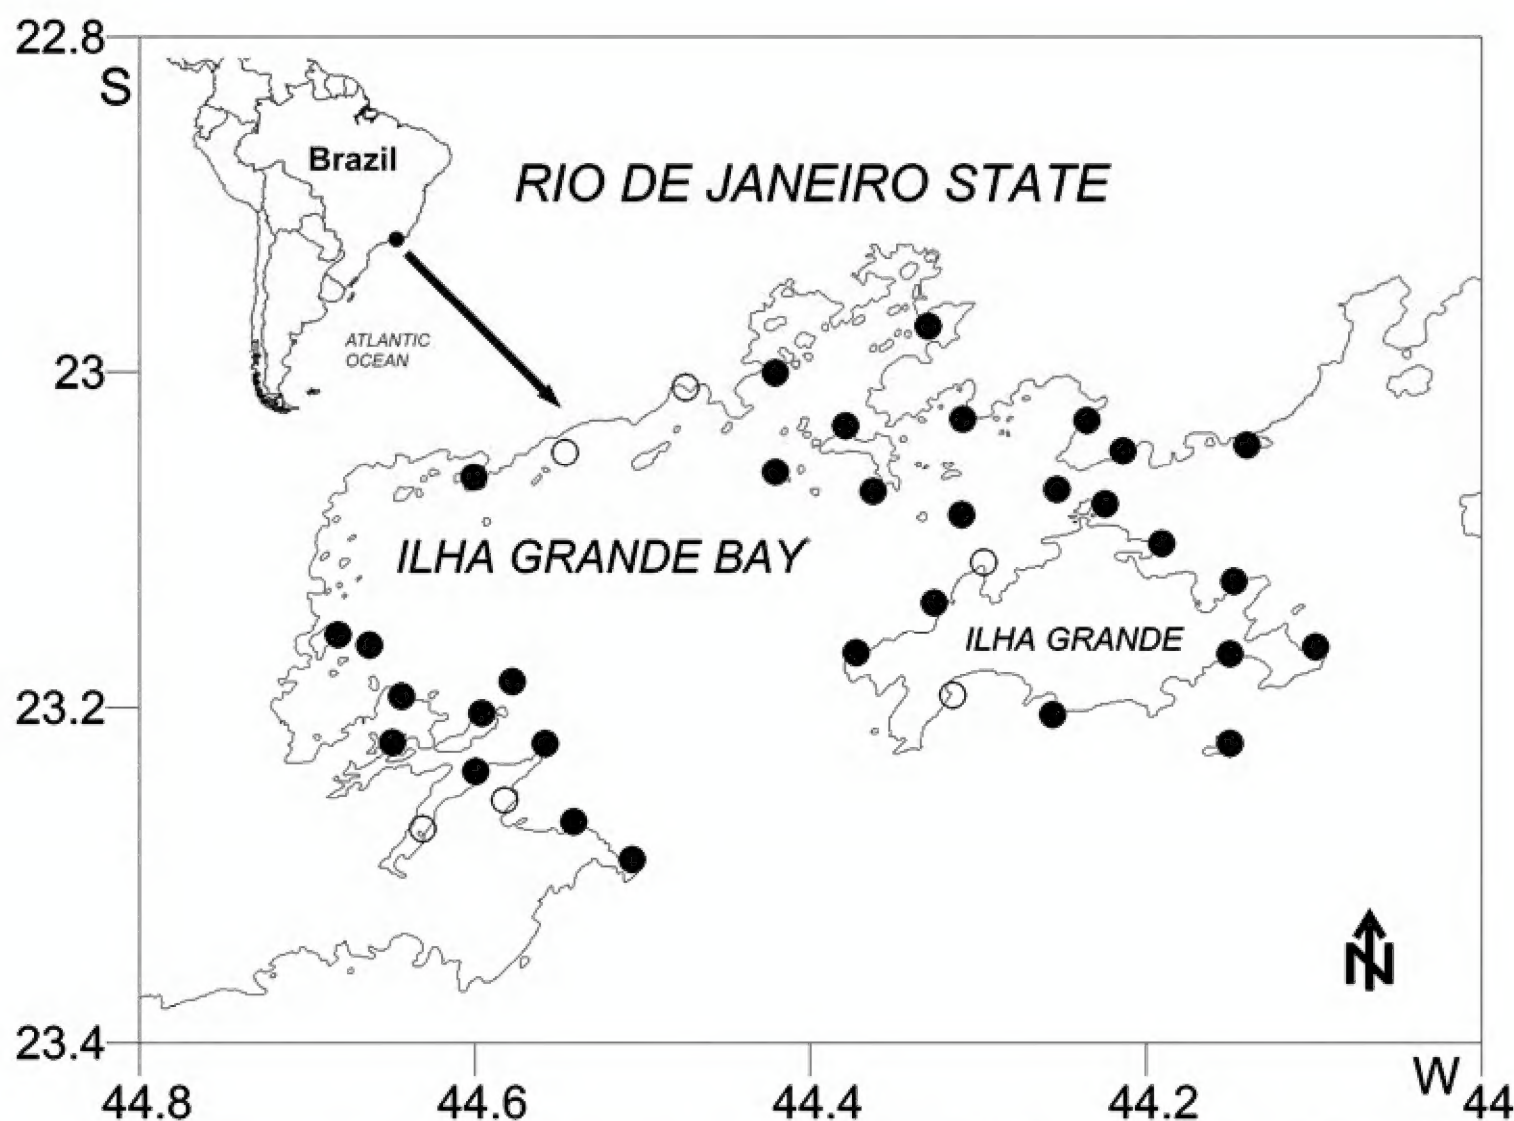 22.8
S
Brazil
RIO DE JANEIRO STATE
ATLANTIC
OCEAN
23
ILHA GRANDE BAY
ILHA GRANDE
23.2
N
23.4
W
44.8
44.6
44.4
44.2
44